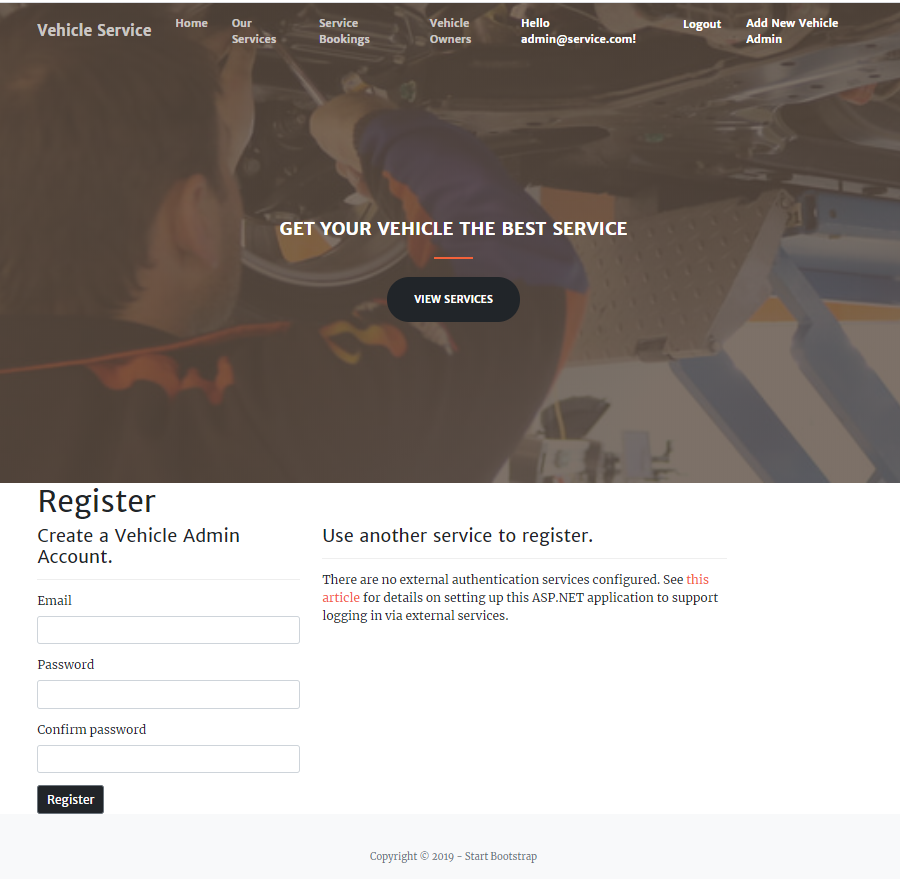 Vehicle Service
Home
Our
Services
Service
Bookings
Vehicle
Owners
Hello
admin@service.com!
Logout
Add New Vehicle
Admin
GET YOUR VEHICLE THE BEST SERVICE
VIEW SERVICES
Register
Create a Vehicle Admin
Account.
Email
Password
Confirm password
Register
Use another service to register.
There are no external authentication services configured. See this
article for details on setting up this ASP.NET application to support
logging in via external services.
Copyright © 2019 - Start Bootstrap